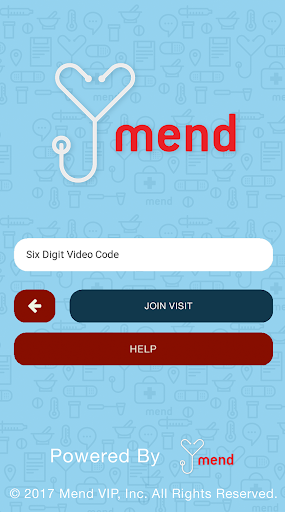 mend
Six Digit Video Code
JOIN VISIT
HELP
Powered By mend
© 2017 Mend VIP, Inc. All Rights Reserved.